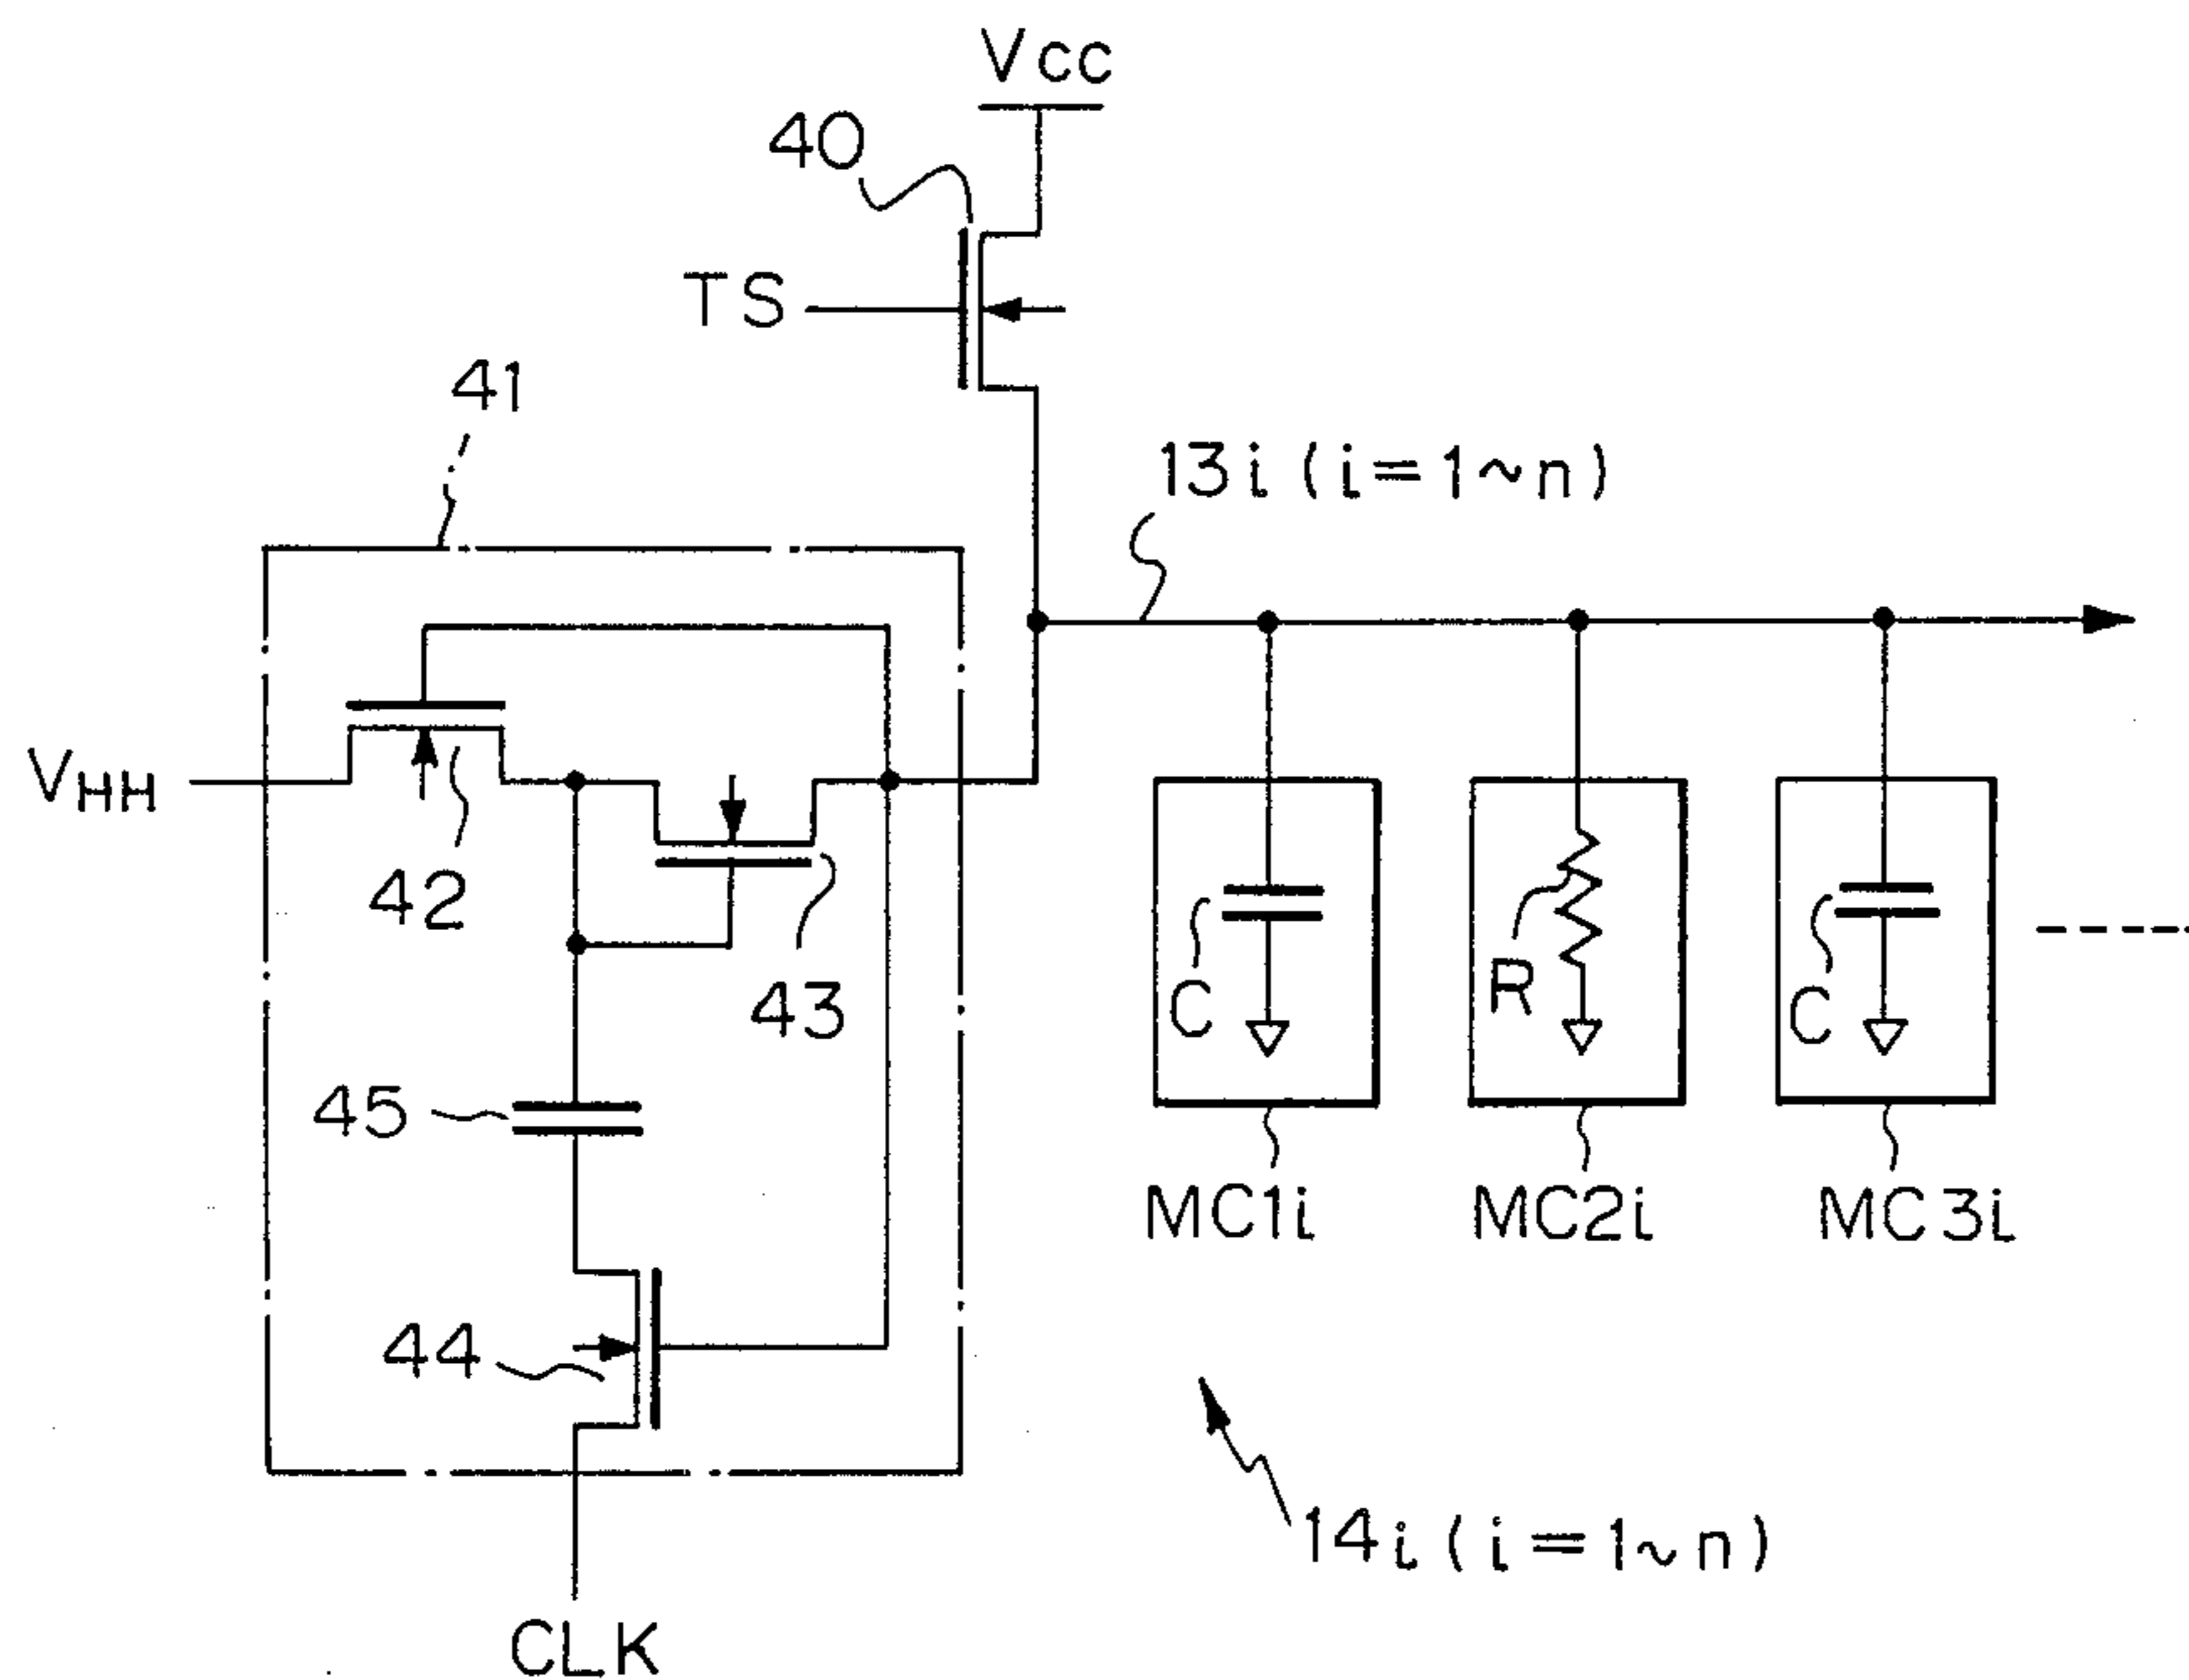 Vcc
40
TS
41
13i (i=1~n)
VHH
42
43
C
R
C
45
MC1i
MC2i
MC3i
44
14i (i=1~n)
CLK